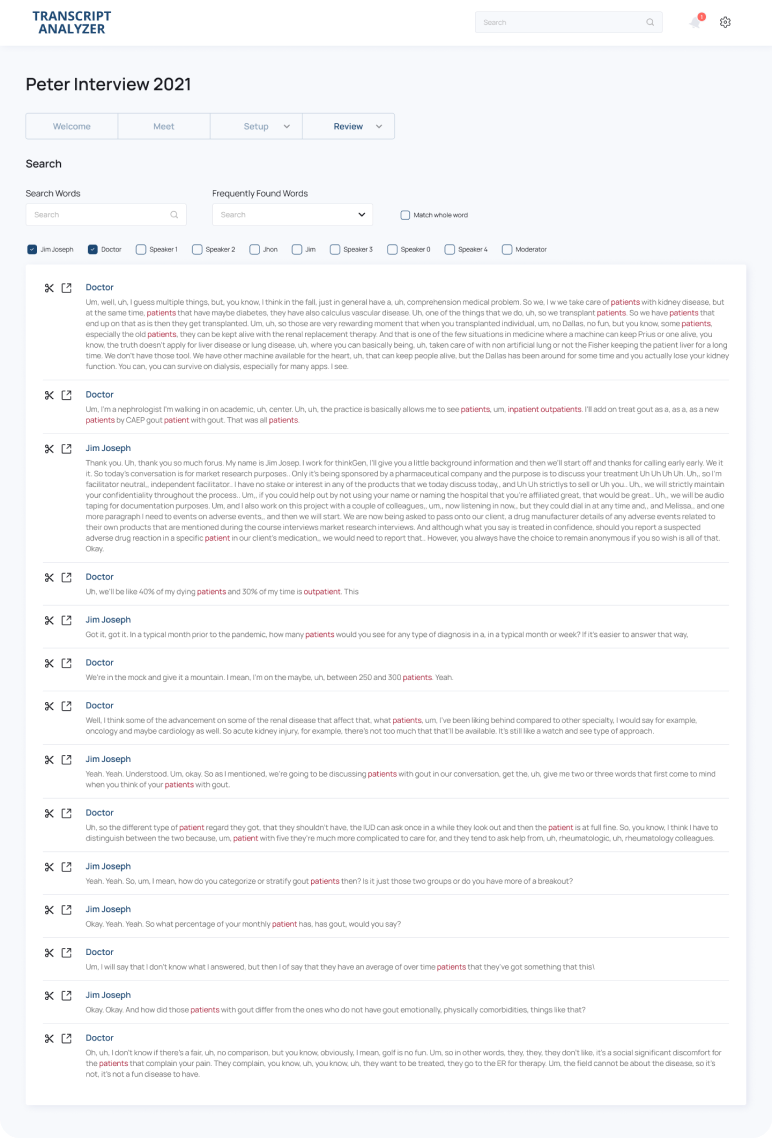 TRANSCRIPT
ANALYZER
Search
1
Peter Interview 2021
Welcome
Meet
Setup
Review
Search
Search Words
Frequently Found Words
Search
Search
Match whole word
Jim Joseph
Doctor
Speaker 1
Speaker 2
Jhon
Jim
Speaker 3
Speaker 0
Speaker 4
Moderator
Doctor
Um, well, uh, I guess multiple things, but, you know, I think in the fall, just in general have a, uh, comprehension medical problem. So we, I w we take care of patients with kidney disease, but
at the same time, patients that have maybe diabetes, they have also calculus vascular disease. Uh, one of the things that we do, uh, so we transplant patients. So we have patients that
end up on that as is then they get transplanted. Um, uh, so those are very rewarding moment that when you transplanted individual, um, no Dallas, no fun, but you know, some patients,
especially the old patients, they can be kept alive with the renal replacement therapy. And that is one of the few situations in medicine where a machine can keep Prius or one alive, you
know, the truth doesn't apply for liver disease or lung disease, uh, where you can basically being, uh, taken care of with non artificial lung or not the Fisher keeping the patient liver for a long
time. We don't have those tool. We have other machine available for the heart, uh, that can keep people alive, but the Dallas has been around for some time and you actually lose your kidney
function. You can, you can survive on dialysis, especially for many apps. I see.
Doctor
Um, I'm a nephrologist I'm walking in on academic, uh, center. Uh, uh, the practice is basically allows me to see patients, um, inpatient outpatients. I'll add on treat gout as a, as a, as a new
patients by CAEP gout patient with gout. That was all patients.
Jim Joseph
Thank you. Uh, thank you so much forus. My name is Jim Josep. I work for thinkGen, I'll give you a little background information and then we'll start off and thanks for calling early early. We it
it. So today's conversation is for market research purposes.. Only it's being sponsored by a pharmaceutical company and the purpose is to discuss your treatment Uh Uh Uh Uh. Uh,, so I'm
facilitator neutral,, independent facilitator.. I have no stake or interest in any of the products that we today discuss today,, and Uh Uh strictly to sell or Uh you.. Uh,, we will strictly maintain
your confidentiality throughout the process.. Um,, if you could help out by not using your name or naming the hospital that you're affiliated great, that would be great.. Uh,, we will be audio
taping for documentation purposes. Um, and I also work on this project with a couple of colleagues,, um,, now listening in now,, but they could dial in at any time and,, and Melissa,, and one
more paragraph I need to events on adverse events,, and then we will start. We are now being asked to pass onto our client, a drug manufacturer details of any adverse events related to
their own products that are mentioned during the course interviews market research interviews. And although what you say is treated in confidence, should you report a suspected
adverse drug reaction in a specific patient in our client's medication,, we would need to report that.. However, you always have the choice to remain anonymous if you so wish is all of that.
Okay.
Doctor
Uh, we'll be like 40% of my dying patients and 30% of my time is outpatient. This
Jim Joseph
Got it, got it. In a typical month prior to the pandemic, how many patients would you see for any type of diagnosis in a, in a typical month or week? If it's easier to answer that way,
Doctor
We're in the mock and give it a mountain. I mean, I'm on the maybe, uh, between 250 and 300 patients. Yeah.
Doctor
Well, I think some of the advancement on some of the renal disease that affect that, what patients, um, I've been liking behind compared to other specialty, I would say for example,
oncology and maybe cardiology as well. So acute kidney injury, for example, there's not too much that that'll be available. It's still like a watch and see type of approach.
Jim Joseph
Yeah. Yeah. Understood. Um, okay. So as I mentioned, we're going to be discussing patients with gout in our conversation, get the, uh, give me two or three words that first come to mind
when you think of your patients with gout.
Doctor
Uh, so the different type of patient regard they got, that they shouldn't have, the IUD can ask once in a while they look out and then the patient is at full fine. So, you know, I think I have to
distinguish between the two because, um, patient with five they're much more complicated to care for, and they tend to ask help from, uh, rheumatologic, uh, rheumatology colleagues.
Jim Joseph
Yeah. Yeah. So, um, I mean, how do you categorize or stratify gout patients then? Is it just those two groups or do you have more of a breakout?
Jim Joseph
Okay. Yeah. Yeah. So what percentage of your monthly patient has, has gout, would you say?
Doctor
Um, I will say that I don't know what I answered, but then I of say that they have an average of over time patients that they've got something that this\
Jim Joseph
Okay. Okay. And how did those patients with gout differ from the ones who do not have gout emotionally, physically comorbidities, things like that?
Doctor
Oh, uh, I don't know if there's a fair, uh, no comparison, but you know, obviously, I mean, golf is no fun. Um, so in other words, they, they, they don't like, it's a social significant discomfort for
the patients that complain your pain. They complain, you know, uh, you know, uh, they want to be treated, they go to the ER for therapy. Um, the field cannot be about the disease, so it's
not, it's not a fun disease to have.